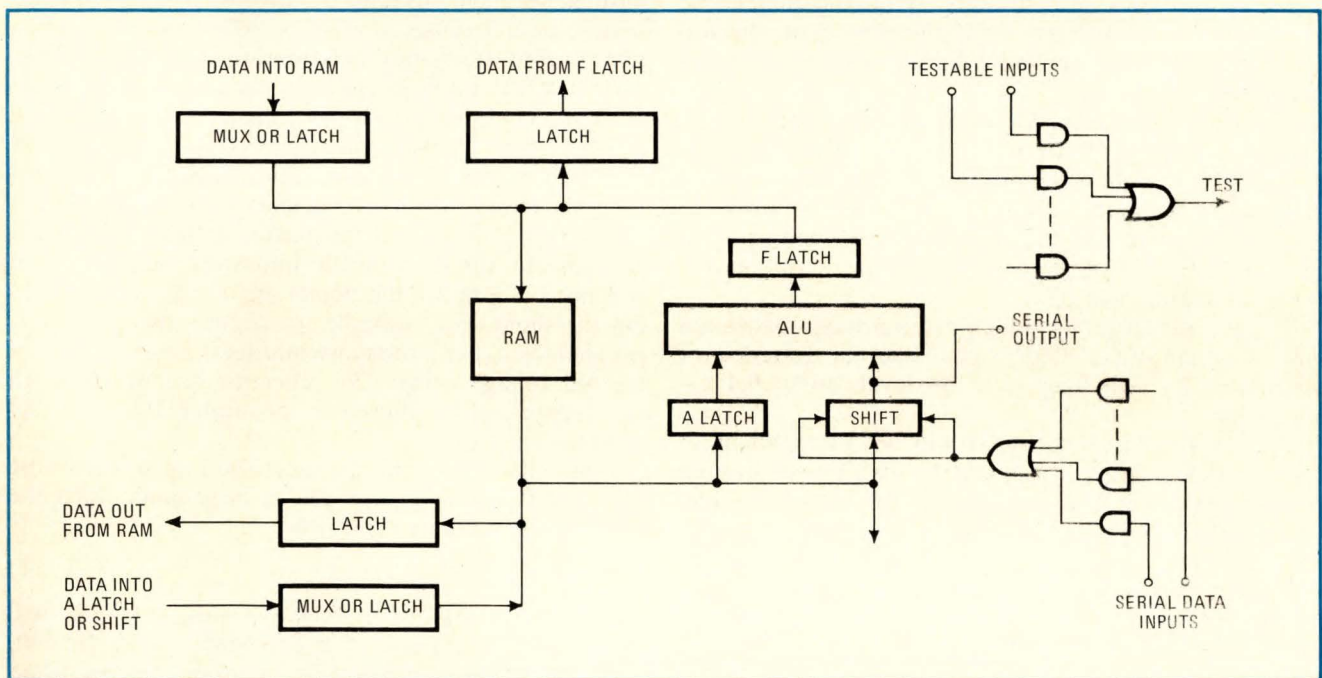 DATA INTO RAM
DATA FROM F LATCH
TESTABLE INPUTS
MUX OR LATCH
LATCH
TEST
F LATCH
RAM
ALU
SERIAL
OUTPUT
A LATCH
SHIFT
DATA OUT
FROM RAM
LATCH
DATA INTO
A LATCH
OR SHIFT
MUX OR LATCH
SERIAL DATA
INPUTS